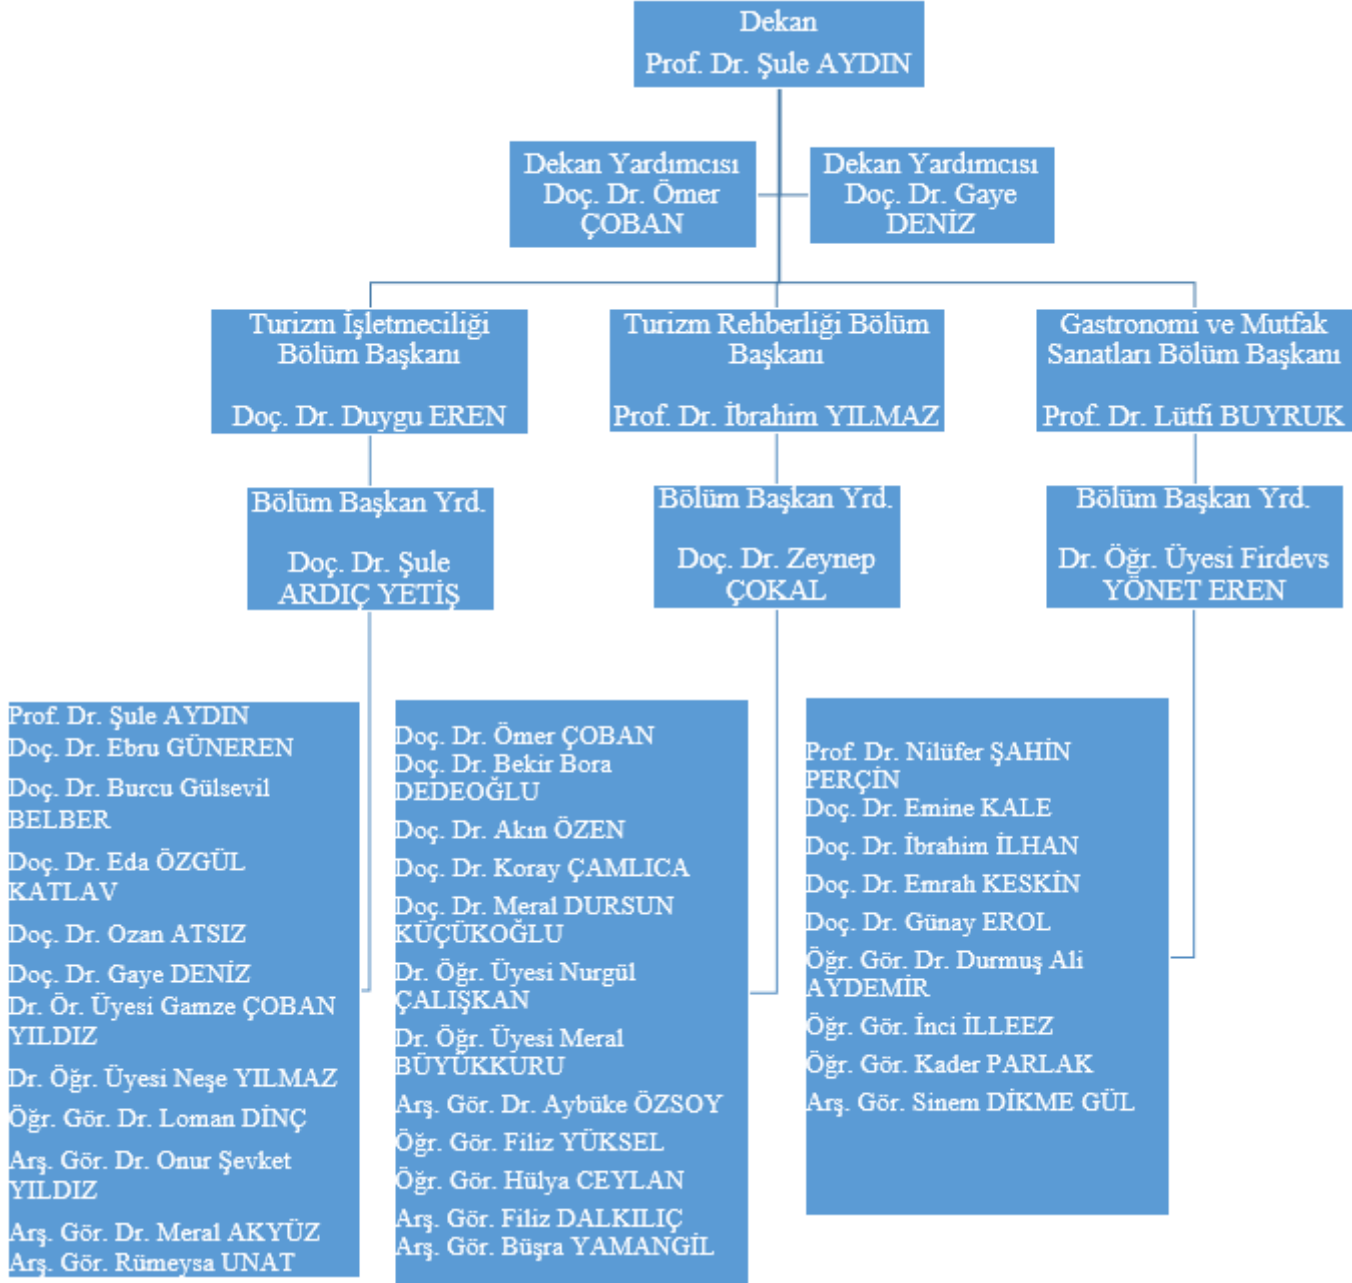 Dekan
Prof. Dr. Şule AYDIN
Dekan Yardımcısı
Doç. Dr. Ömer
ÇOBAN
Dekan Yardımcısı
Doç. Dr. Gaye
DENİZ
Turizm İşletmeciliği
Bölüm Başkanı
Doç. Dr. Duygu EREN
Turizm Rehberliği Bölüm
Başkanı
Prof. Dr. İbrahim YILMAZ
Gastronomi ve Mutfak
Sanatları Bölüm Başkanı
Prof. Dr. Lütfi BUYRUK
Bölüm Başkan Yrd.
Doç. Dr. Şule
ARDIÇ YETİŞ
Bölüm Başkan Yrd.
Doç. Dr. Zeynep
ÇOKAL
Bölüm Başkan Yrd.
Dr. Öğr. Üyesi Firdevs
YÖNET EREN
Prof. Dr. Şule AYDIN
Doç. Dr. Ebru GÜNEREN
Doç. Dr. Burcu Gülsevil
BELBER
Doç. Dr. Eda ÖZGÜL
KATLAV
Doç. Dr. Ozan ATSIZ
Doç. Dr. Gaye DENİZ
Dr. Ör. Üyesi Gamze ÇOBAN
YILDIZ
Dr. Öğr. Üyesi Neşe YILMAZ
Öğr. Gör. Dr. Loman DİNÇ
Arş. Gör. Dr. Onur Şevket
YILDIZ
Arş. Gör. Dr. Meral AKYÜZ
Arş. Gör. Rümeysa UNAT
Doç. Dr. Ömer ÇOBAN
Doç. Dr. Bekir Bora
DEDEOĞLU
Doç. Dr. Akın ÖZEN
Doç. Dr. Koray ÇAMLICA
Doç. Dr. Meral DURSUN
KÜÇÜKOĞLU
Dr. Öğr. Üyesi Nurgül
ÇALIŞKAN
Dr. Öğr. Üyesi Meral
BÜYÜKKURU
Arş. Gör. Dr. Aybüke ÖZSOY
Öğr. Gör. Filiz YÜKSEL
Öğr. Gör. Hülya CEYLAN
Arş. Gör. Filiz DALKILIÇ
Arş. Gör. Büşra YAMANGİL
Prof. Dr. Nilüfer ŞAHİN
PERÇİN
Doç. Dr. Emine KALE
Doç. Dr. İbrahim İLHAN
Doç. Dr. Emrah KESKİN
Doç. Dr. Günay EROL
Öğr. Gör. Dr. Durmuş Ali
AYDEMİR
Öğr. Gör. İnci İLLEEZ
Öğr. Gör. Kader PARLAK
Arş. Gör. Sinem DİKME GÜL